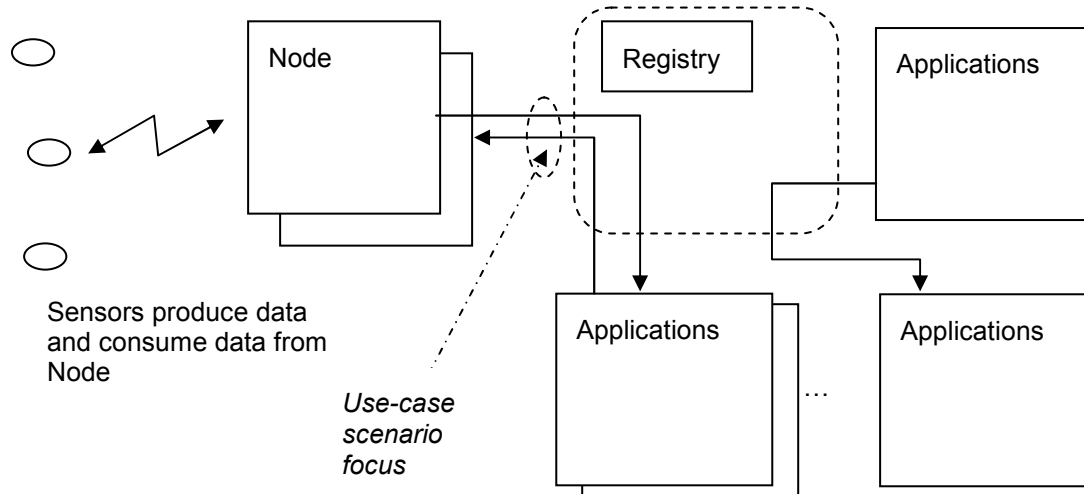 Node
Registry
Applications
Sensors produce data
and consume data from
Node
Use-case
scenario
focus
Applications
...
Applications